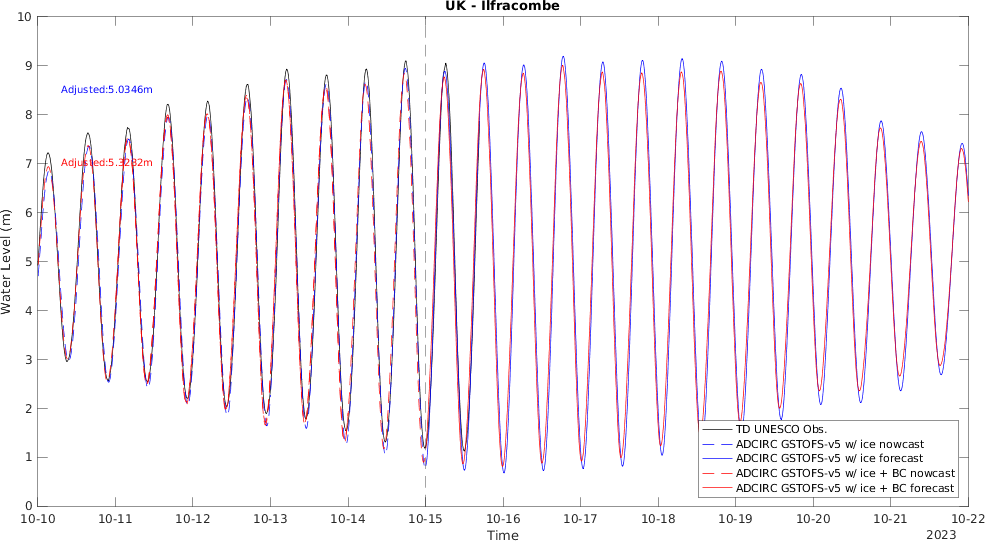 UK - Ilfracombe
10
9
8
7
6
5
4
3
2
1
0
Water Level (m)
Adjusted:5.0346m
Adjusted:5.3282m
TD UNESCO Obs.
ADCIRC GSTOFS-v5 w/ ice nowcast
ADCIRC GSTOFS-v5 w/ ice forecast
ADCIRC GSTOFS-v5 w/ ice + BC nowcast
ADCIRC GSTOFS-v5 w/ ice + BC forecast
10-10 10-11 10-12 10-13 10-14 10-15 10-16 10-17 10-18 10-19 10-20 10-21 10-22
Time
2023